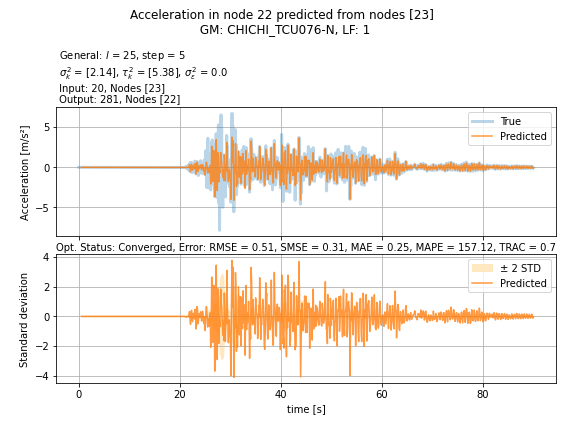 Acceleration in node 22 predicted from nodes [23]
GM: CHICHI_TCU076-N, LF: 1
General: l = 25, step = 5
σ²ₖ = [2.14], τ²ₖ = [5.38], σ²ε = 0.0
Input: 20, Nodes [23]
Output: 281, Nodes [22]
True
Predicted
Acceleration [m/s²]
5
0
−5
Opt. Status: Converged, Error: RMSE = 0.51, SMSE = 0.31, MAE = 0.25, MAPE = 157.12, TRAC = 0.7
± 2 STD
Predicted
Standard deviation
4
2
0
−2
−4
0 20 40 60 80
time [s]